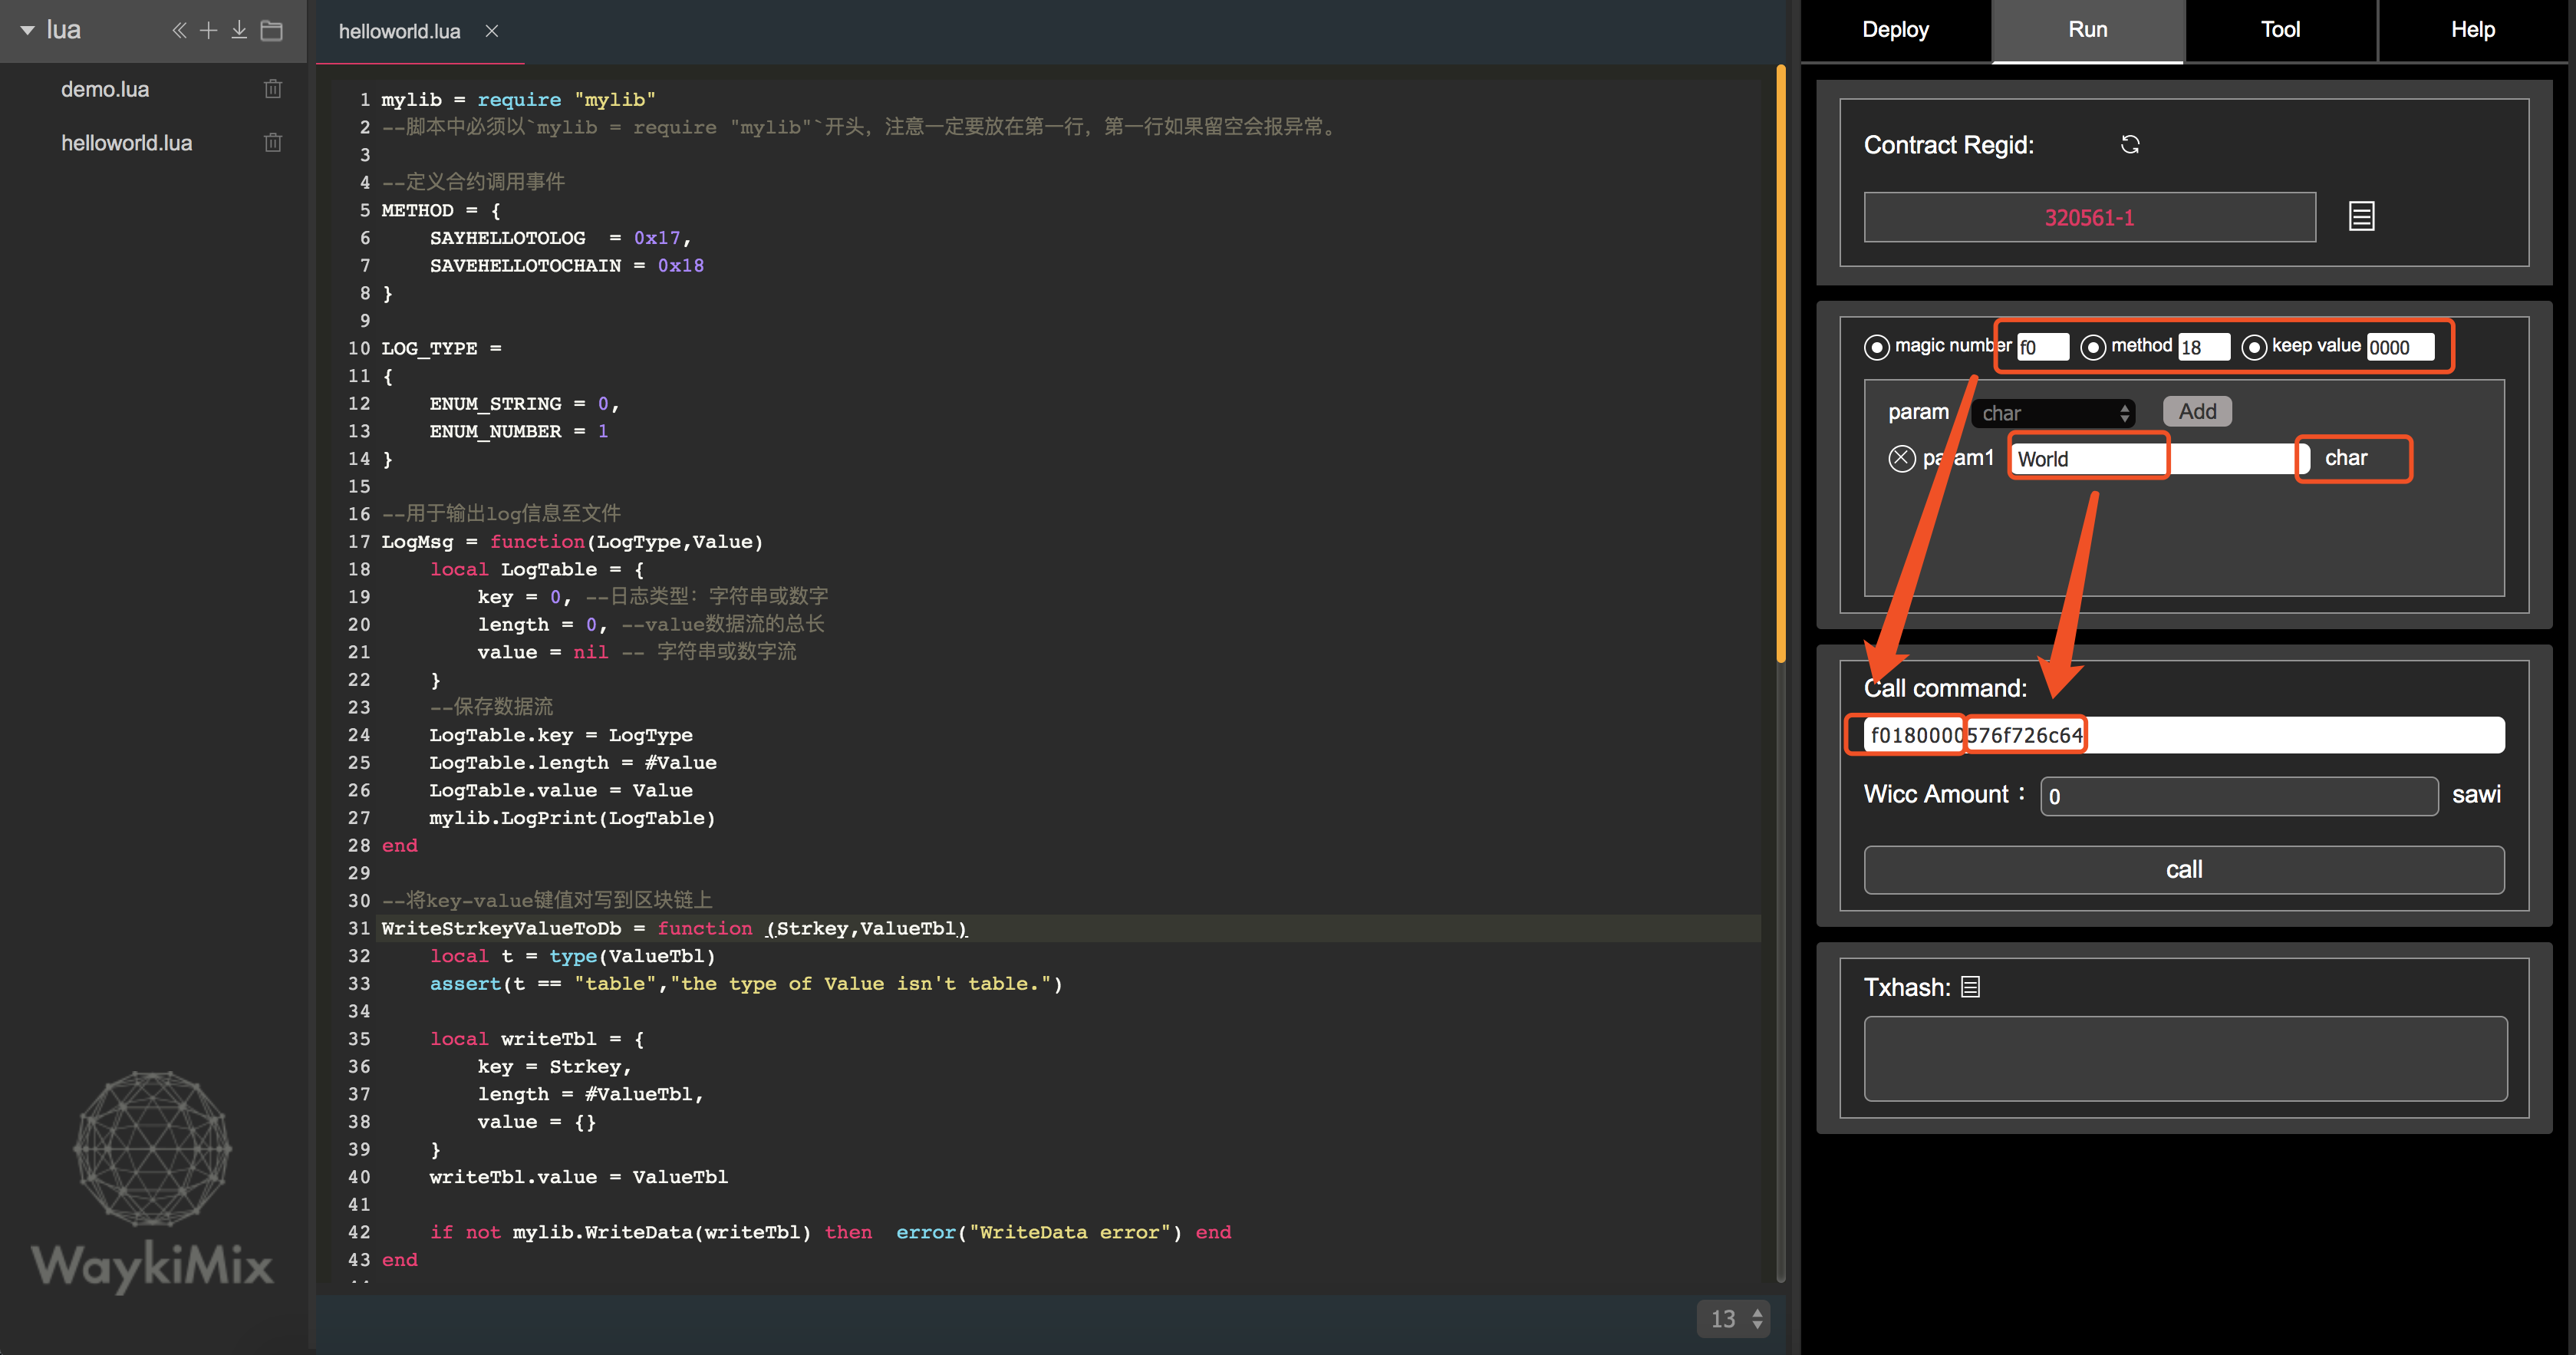 lua
demo.lua
helloworld.lua
WaykiMix
helloworld.lua
1 mylib = require "mylib"
2 --脚本中必须以`mylib = require "mylib"`开头，注意一定要放在第一行，第一行如果留空会报异常。
3
4 --定义合约调用事件
5 METHOD = {
6     SAYHELLOTOLOG  = 0x17,
7     SAVEHELLOTOCHAIN = 0x18
8 }
9
10 LOG_TYPE =
11 {
12     ENUM_STRING = 0,
13     ENUM_NUMBER = 1
14 }
15
16 --用于输出log信息至文件
17 LogMsg = function(LogType,Value)
18     local LogTable = {
19         key = 0, --日志类型：字符串或数字
20         length = 0, --value数据流的总长
21         value = nil -- 字符串或数字流
22     }
23     --保存数据流
24     LogTable.key = LogType
25     LogTable.length = #Value
26     LogTable.value = Value
27     mylib.LogPrint(LogTable)
28 end
29
30 --将key-value键值对写到区块链上
31 WriteStrkeyValueToDb = function (Strkey,ValueTbl)
32     local t = type(ValueTbl)
33     assert(t == "table","the type of Value isn't table.")
34
35     local writeTbl = {
36         key = Strkey,
37         length = #ValueTbl,
38         value = {}
39     }
40     writeTbl.value = ValueTbl
41
42     if not mylib.WriteData(writeTbl) then  error("WriteData error") end
43 end
13
Deploy Run Tool Help
Contract Regid:
320561-1
magic number f0 method 18 keep value 0000
param char Add
param1 World char
Call command:
f0180000576f726c64
Wicc Amount： 0 sawi
call
Txhash: